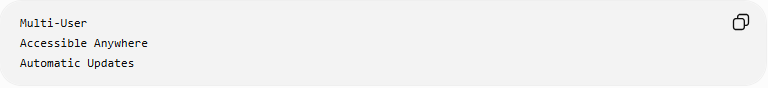 Multi-User
Accessible Anywhere
Automatic Updates